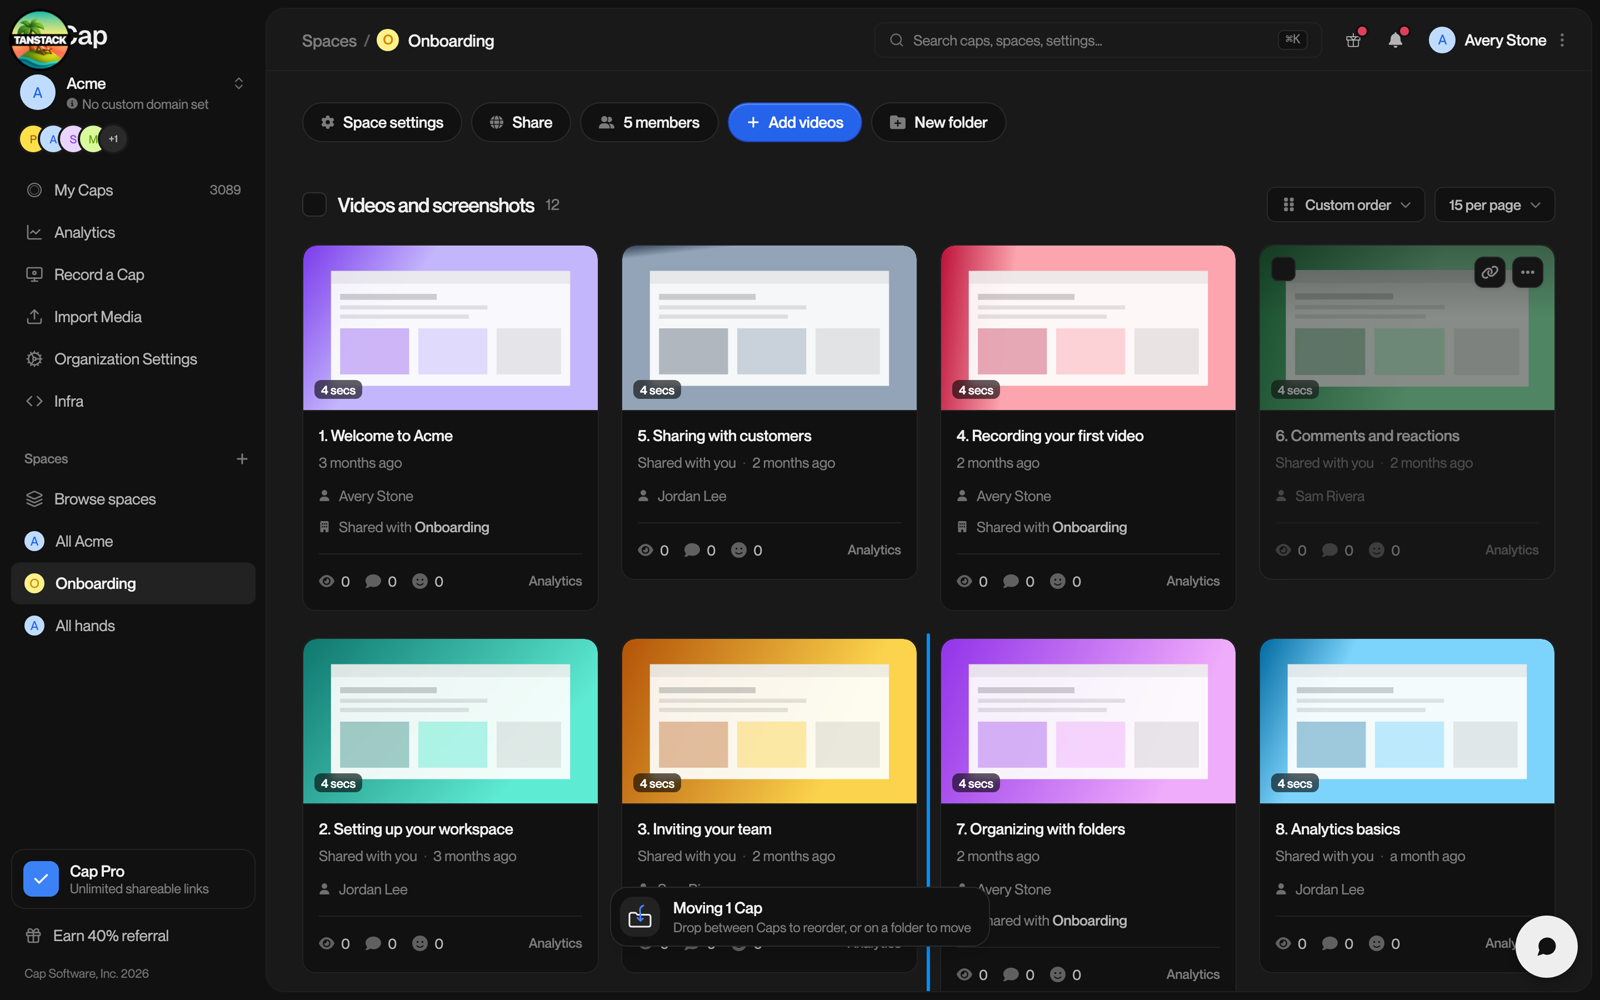 TANSTACK
Cap
A
Acme
No custom domain set
P A S M +1
My Caps 3089
Analytics
Record a Cap
Import Media
Organization Settings
Infra
Spaces
Browse spaces
A All Acme
O Onboarding
A All hands
Cap Pro
Unlimited shareable links
Earn 40% referral
Cap Software, Inc. 2026
Spaces / O Onboarding
Search caps, spaces, settings... ⌘K
A Avery Stone
Space settings
Share
5 members
+ Add videos
New folder
Videos and screenshots 12
Custom order
15 per page
4 secs
1. Welcome to Acme
3 months ago
Avery Stone
Shared with Onboarding
0 0 0 Analytics
4 secs
5. Sharing with customers
Shared with you · 2 months ago
Jordan Lee
0 0 0 Analytics
4 secs
4. Recording your first video
2 months ago
Avery Stone
Shared with Onboarding
0 0 0 Analytics
4 secs
6. Comments and reactions
Shared with you · 2 months ago
Sam Rivera
0 0 0 Analytics
4 secs
2. Setting up your workspace
Shared with you · 3 months ago
Jordan Lee
0 0 0 Analytics
4 secs
3. Inviting your team
Shared with you · 2 months ago
4 secs
7. Organizing with folders
2 months ago
Avery Stone
shared with Onboarding
0 0 0 Analytics
4 secs
8. Analytics basics
Shared with you · a month ago
Jordan Lee
0 0 0
Moving 1 Cap
Drop between Caps to reorder, or on a folder to move